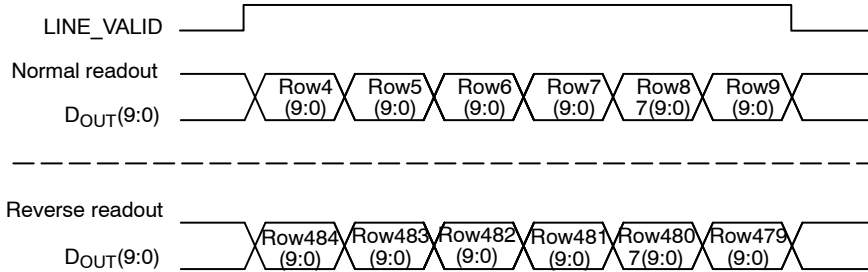 LINE_VALID
Normal readout
Row4 Row5 Row6 Row7 Row8 Row9
D_OUT(9:0) (9:0) (9:0) (9:0) (9:0) 7(9:0) (9:0)
Reverse readout
Row484 Row483 Row482 Row481 Row480 Row479
D_OUT(9:0) (9:0) (9:0) (9:0) (9:0) 7(9:0) (9:0)